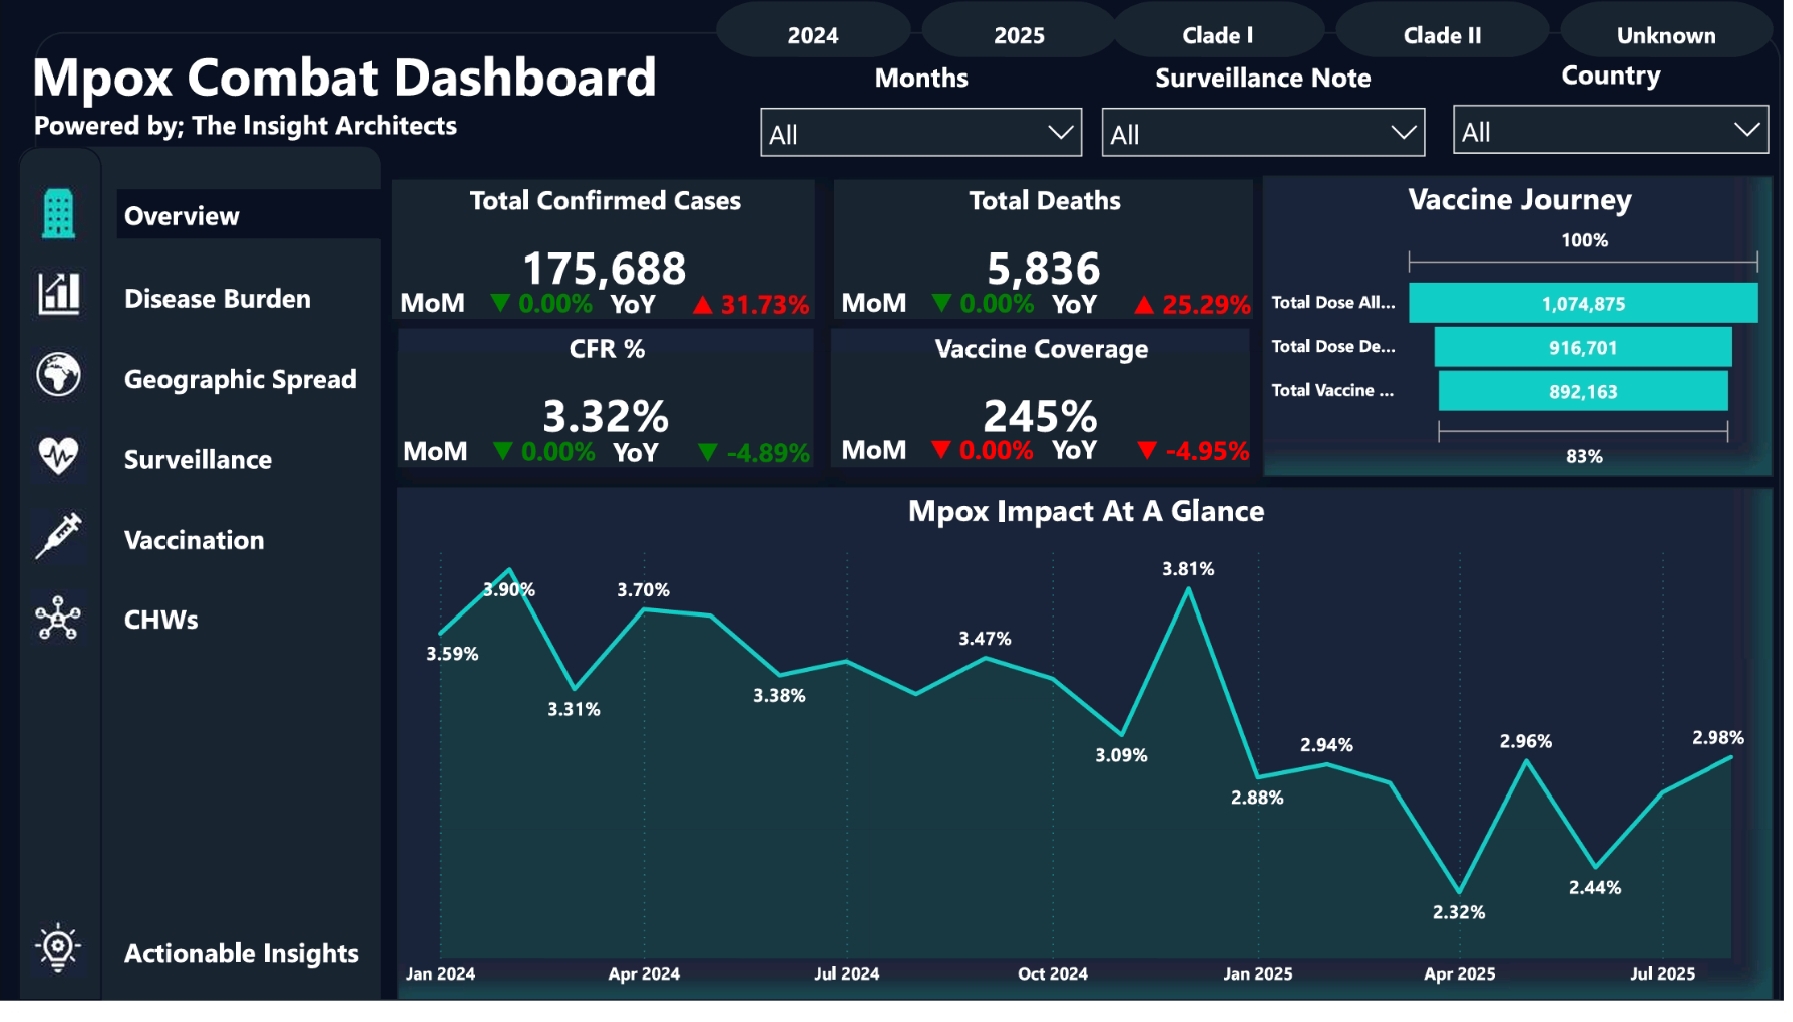 2024
2025
Clade I
Clade II
Unknown
Mpox Combat Dashboard
Powered by; The Insight Architects
Months
Surveillance Note
Country
All
All
All
Overview
Disease Burden
Geographic Spread
Surveillance
Vaccination
CHWs
Actionable Insights
Total Confirmed Cases
175,688
MoM ▼ 0.00% YoY ▲ 31.73%
Total Deaths
5,836
MoM ▼ 0.00% YoY ▲ 25.29%
CFR %
3.32%
MoM ▼ 0.00% YoY ▼ -4.89%
Vaccine Coverage
245%
MoM ▼ 0.00% YoY ▼ -4.95%
Vaccine Journey
100%
Total Dose All... 1,074,875
Total Dose De... 916,701
Total Vaccine ... 892,163
83%
Mpox Impact At A Glance
3.59%
3.90%
3.31%
3.70%
3.38%
3.47%
3.09%
3.81%
2.88%
2.94%
2.32%
2.96%
2.44%
2.98%
Jan 2024
Apr 2024
Jul 2024
Oct 2024
Jan 2025
Apr 2025
Jul 2025